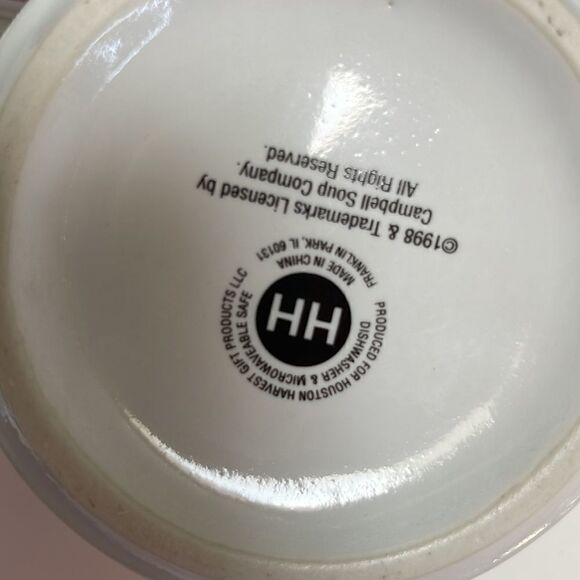 ©1998 & Trademarks Licensed by
Campbell Soup Company.
All Rights Reserved.
PRODUCED FOR HOUSTON HARVEST GIFT PRODUCTS LLC
DISHWASHER & MICROWAVEABLE SAFE
HH
MADE IN CHINA
FRANKLIN PARK, IL 60131